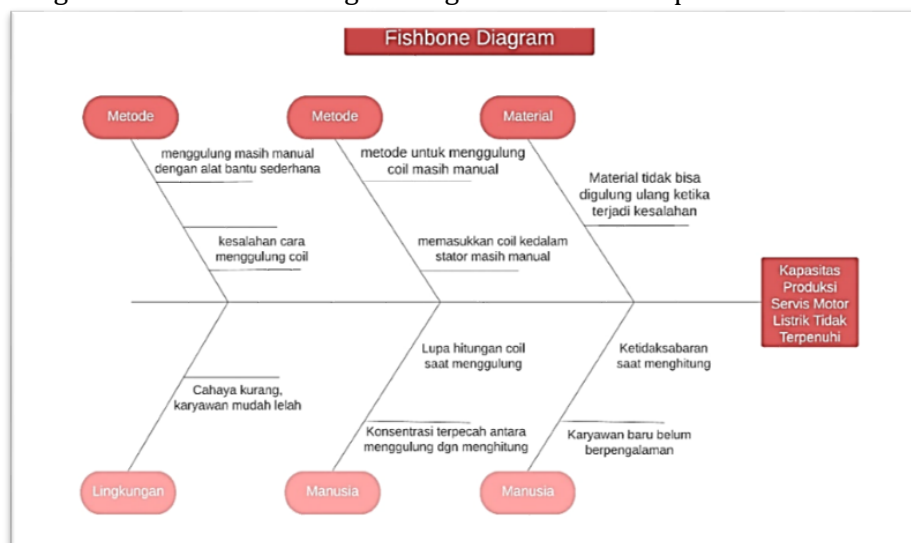 Fishbone Diagram
Metode
Metode
Material
menggulung masih manual
dengan alat bantu sederhana
metode untuk menggulung
coil masih manual
Material tidak bisa
digulung ulang ketika
terjadi kesalahan
kesalahan cara
menggulung coil
memasukkan coil kedalam
stator masih manual
Kapasitas
Produksi
Servis Motor
Listrik Tidak
Terpenuhi
Lupa hitungan coil
saat menggulung
Ketidaksabaran
saat menghitung
Cahaya kurang,
karyawan mudah lelah
Konsentrasi terpecah antara
menggulung dgn menghitung
Karyawan baru belum
berpengalaman
Lingkungan
Manusia
Manusia